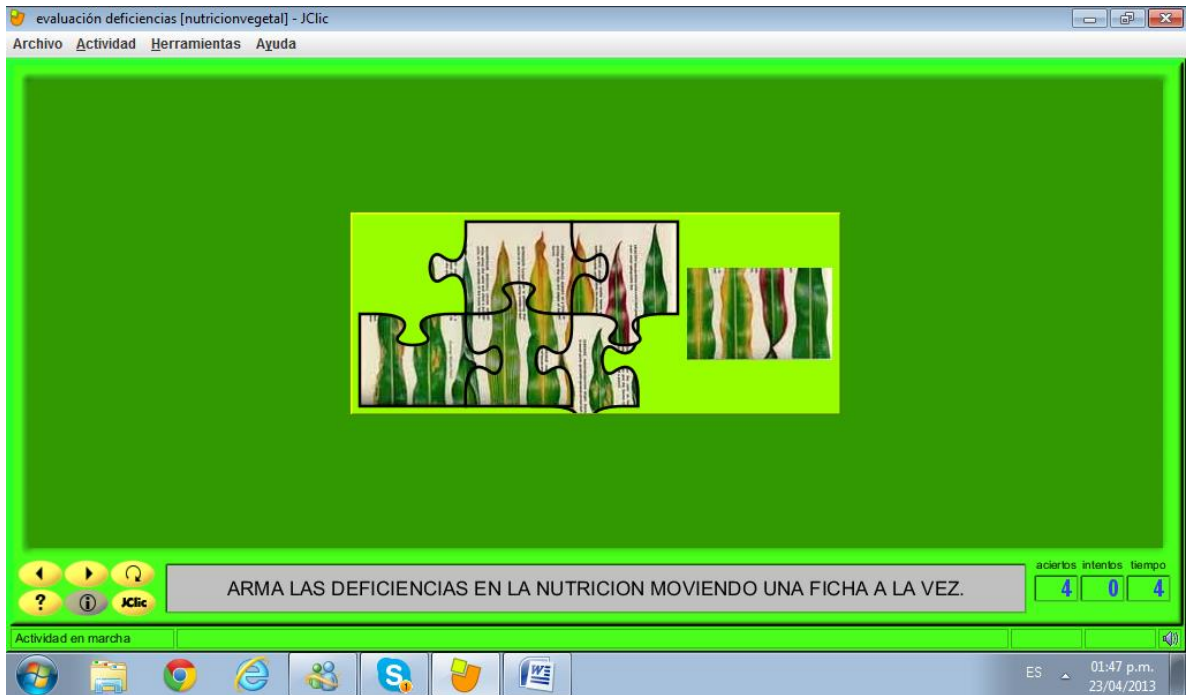 evaluación deficiencias [nutricionvegetal] - JClic
Archivo Actividad Herramientas Ayuda
ARMA LAS DEFICIENCIAS EN LA NUTRICION MOVIENDO UNA FICHA A LA VEZ.
aciertos intentos tiempo
4 0 4
? i JClic
Actividad en marcha
ES 01:47 p.m.
23/04/2013